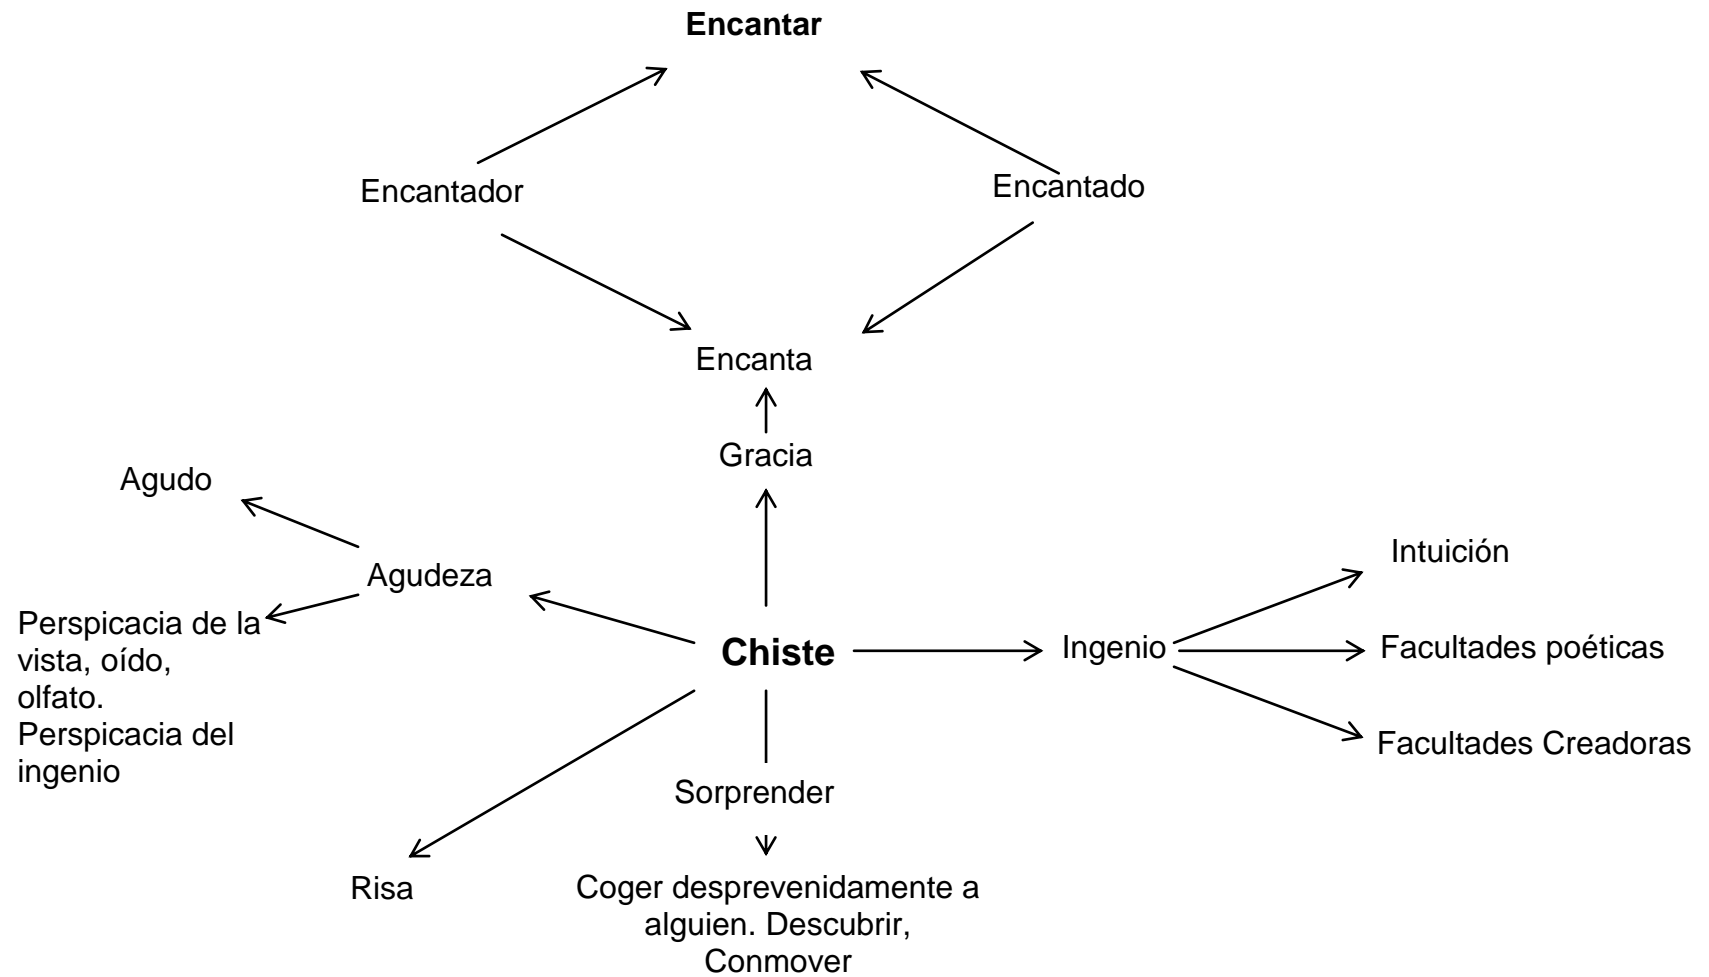 Encantar
Encantador
Encantado
Encanta
Gracia
Agudo
Agudeza
Perspicacia de la
vista, oído,
olfato.
Perspicacia del
ingenio
Chiste
Ingenio
Intuición
Facultades poéticas
Facultades Creadoras
Sorprender
Risa
Coger desprevenidamente a
alguien. Descubrir,
Conmover